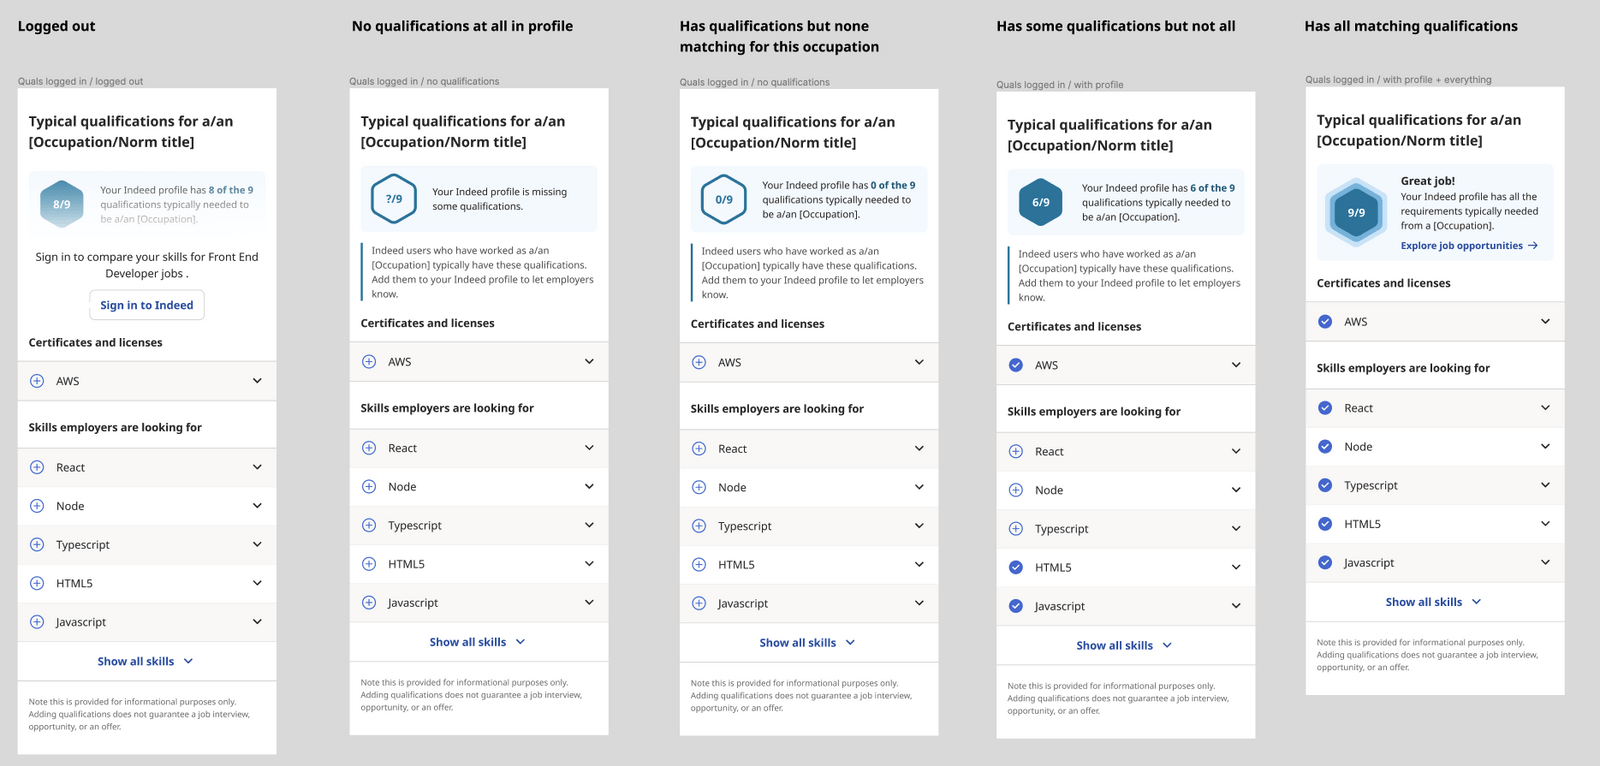 Logged out
Quals logged in / logged out
Typical qualifications for a/an
[Occupation/Norm title]
8/9
Your Indeed profile has 8 of the 9
qualifications typically needed to
be a/an [Occupation].
Sign in to compare your skills for Front End
Developer jobs .
Sign in to Indeed
Certificates and licenses
AWS
Skills employers are looking for
React
Node
Typescript
HTML5
Javascript
Show all skills
Note this is provided for informational purposes only.
Adding qualifications does not guarantee a job interview,
opportunity, or an offer.
No qualifications at all in profile
Quals logged in / no qualifications
Typical qualifications for a/an
[Occupation/Norm title]
?/9
Your Indeed profile is missing
some qualifications.
Indeed users who have worked as a/an
[Occupation] typically have these qualifications.
Add them to your Indeed profile to let employers
know.
Certificates and licenses
AWS
Skills employers are looking for
React
Node
Typescript
HTML5
Javascript
Show all skills
Note this is provided for informational purposes only.
Adding qualifications does not guarantee a job interview,
opportunity, or an offer.
Has qualifications but none
matching for this occupation
Quals logged in / no qualifications
Typical qualifications for a/an
[Occupation/Norm title]
0/9
Your Indeed profile has 0 of the 9
qualifications typically needed to
be a/an [Occupation].
Indeed users who have worked as a/an
[Occupation] typically have these qualifications.
Add them to your Indeed profile to let employers
know.
Certificates and licenses
AWS
Skills employers are looking for
React
Node
Typescript
HTML5
Javascript
Show all skills
Note this is provided for informational purposes only.
Adding qualifications does not guarantee a job interview,
opportunity, or an offer.
Has some qualifications but not all
Quals logged in / with profile
Typical qualifications for a/an
[Occupation/Norm title]
6/9
Your Indeed profile has 6 of the 9
qualifications typically needed to
be a/an [Occupation].
Indeed users who have worked as a/an
[Occupation] typically have these qualifications.
Add them to your Indeed profile to let employers
know.
Certificates and licenses
AWS
Skills employers are looking for
React
Node
Typescript
HTML5
Javascript
Show all skills
Note this is provided for informational purposes only.
Adding qualifications does not guarantee a job interview,
opportunity, or an offer.
Has all matching qualifications
Quals logged in / with profile + everything
Typical qualifications for a/an
[Occupation/Norm title]
9/9
Great job!
Your Indeed profile has all the
requirements typically needed
from a [Occupation].
Explore job opportunities
Certificates and licenses
AWS
Skills employers are looking for
React
Node
Typescript
HTML5
Javascript
Show all skills
Note this is provided for informational purposes only.
Adding qualifications does not guarantee a job interview,
opportunity, or an offer.